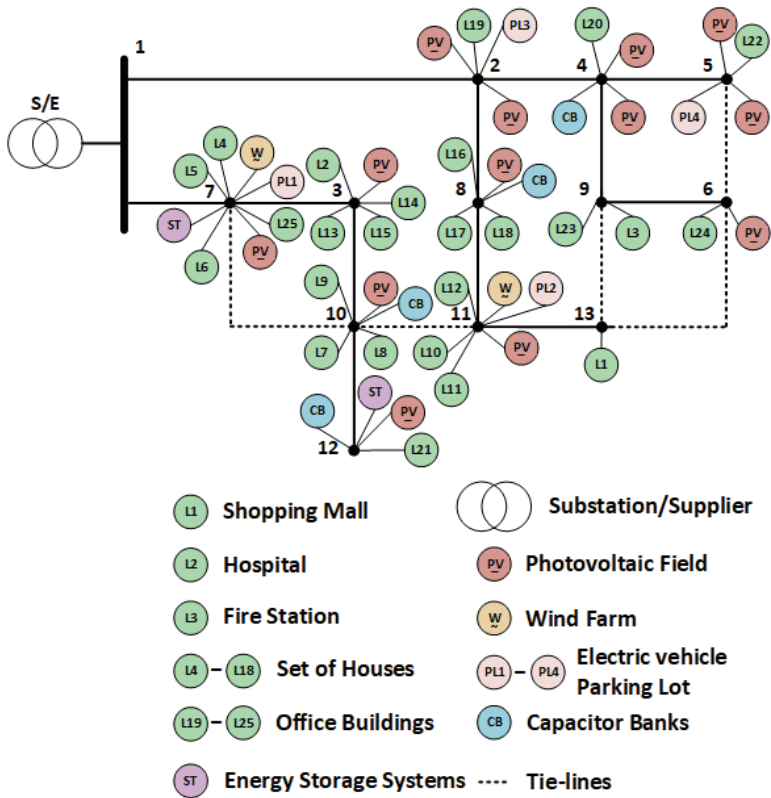 1
S/E
L19
PL3
PV
2
PV
L20
PV
4
CB
PV
PV
L22
5
PL4
PV
L4
W
L5
PL1
7
ST
L25
L6
PV
L2
PV
3
L14
L13
L15
L16
PV
CB
8
L17
L18
9
L23
L3
6
L24
PV
L9
PV
CB
10
L7
L8
L12
W
PL2
11
L10
PV
L11
13
L1
CB
ST
PV
12
L21
L1 Shopping Mall
Substation/Supplier
L2 Hospital
PV Photovoltaic Field
L3 Fire Station
W Wind Farm
L4 – L18 Set of Houses
PL1 – PL4 Electric vehicle
Parking Lot
L19 – L25 Office Buildings
CB Capacitor Banks
ST Energy Storage Systems
Tie-lines